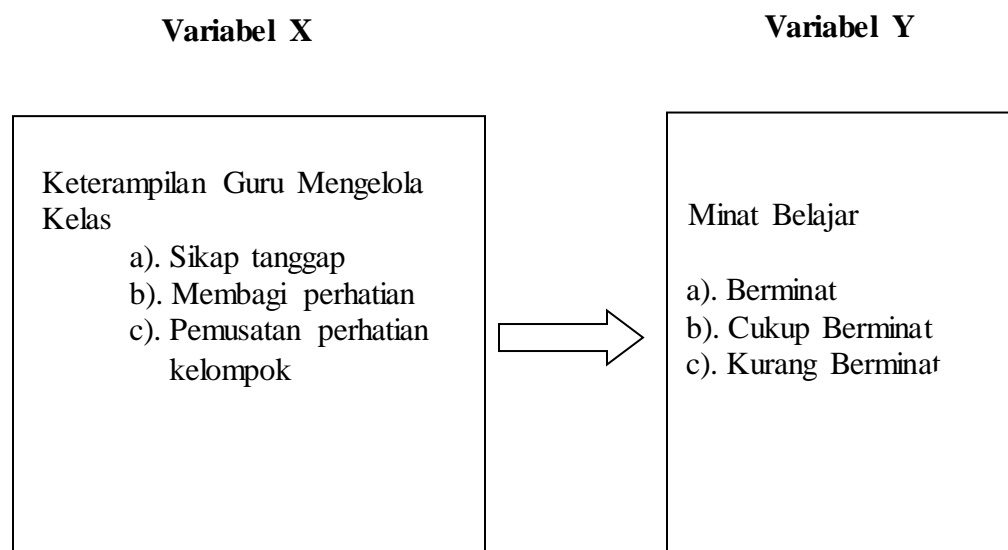 Variabel X
Variabel Y
Keterampilan Guru Mengelola
Kelas
a). Sikap tanggap
b). Membagi perhatian
c). Pemusatan perhatian
kelompok
Minat Belajar
a). Berminat
b). Cukup Berminat
c). Kurang Berminat